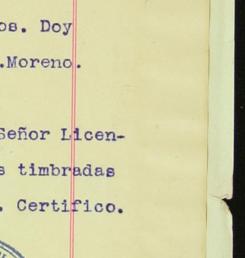 os. Doy
.Moreno.
Señor Licen-
s timbradas
. Certifico.